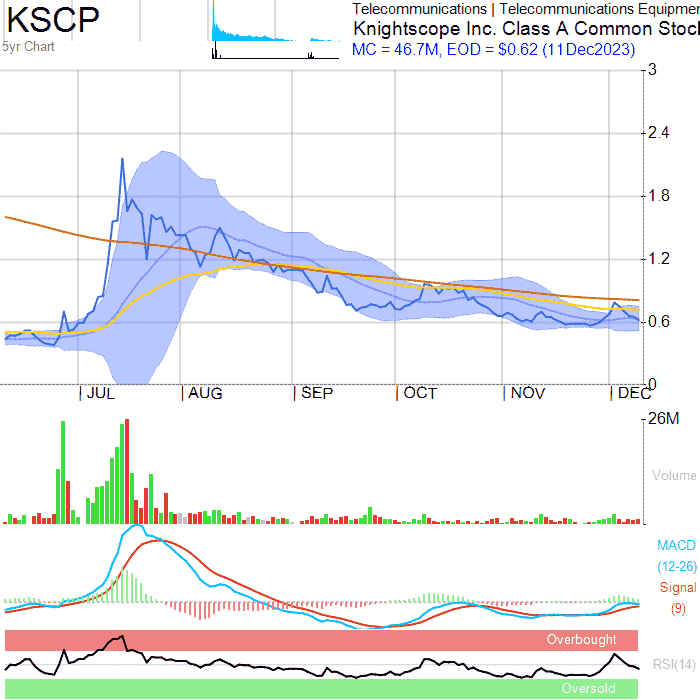 KSCP
5yr Chart
Telecommunications | Telecommunications Equipmen
Knightscope Inc. Class A Common Stoc
MC = 46.7M, EOD = $0.62 (11Dec2023)
3
2.4
1.8
1.2
0.6
0
JUL AUG SEP OCT NOV DEC
26M
Volume
MACD
(12-26)
Signal
(9)
Overbought
RSI(14)
Oversold